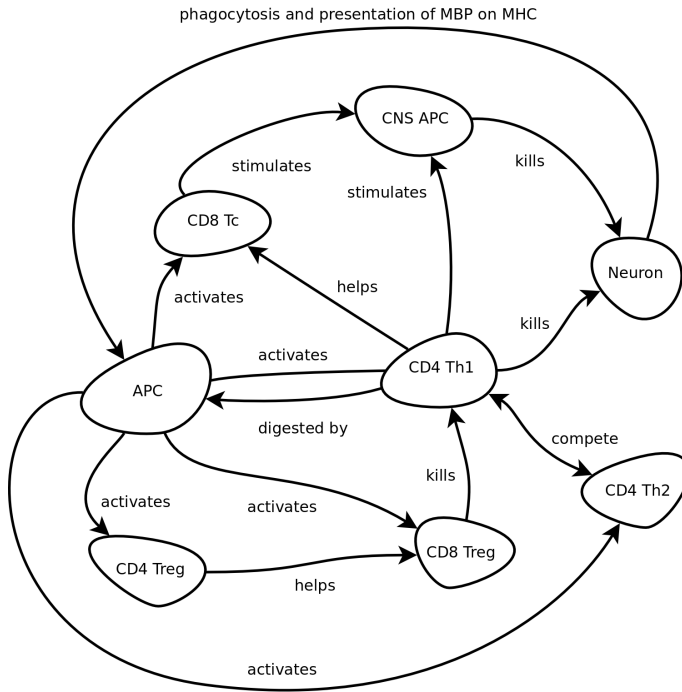 phagocytosis and presentation of MBP on MHC
CNS APC
stimulates
kills
stimulates
CD8 Tc
Neuron
helps
activates
kills
activates
CD4 Th1
APC
digested by
compete
kills
CD4 Th2
activates
activates
CD8 Treg
CD4 Treg
helps
activates